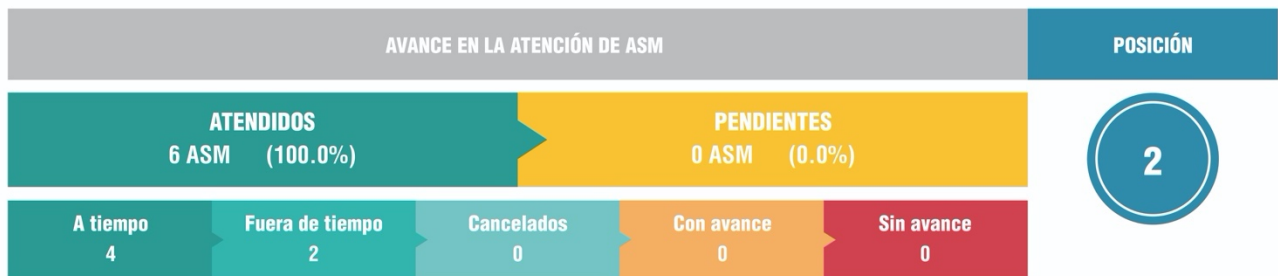 AVANCE EN LA ATENCIÓN DE ASM
POSICIÓN
ATENDIDOS
6 ASM (100.0%)
PENDIENTES
0 ASM (0.0%)
2
A tiempo
4
Fuera de tiempo
2
Cancelados
0
Con avance
0
Sin avance
0